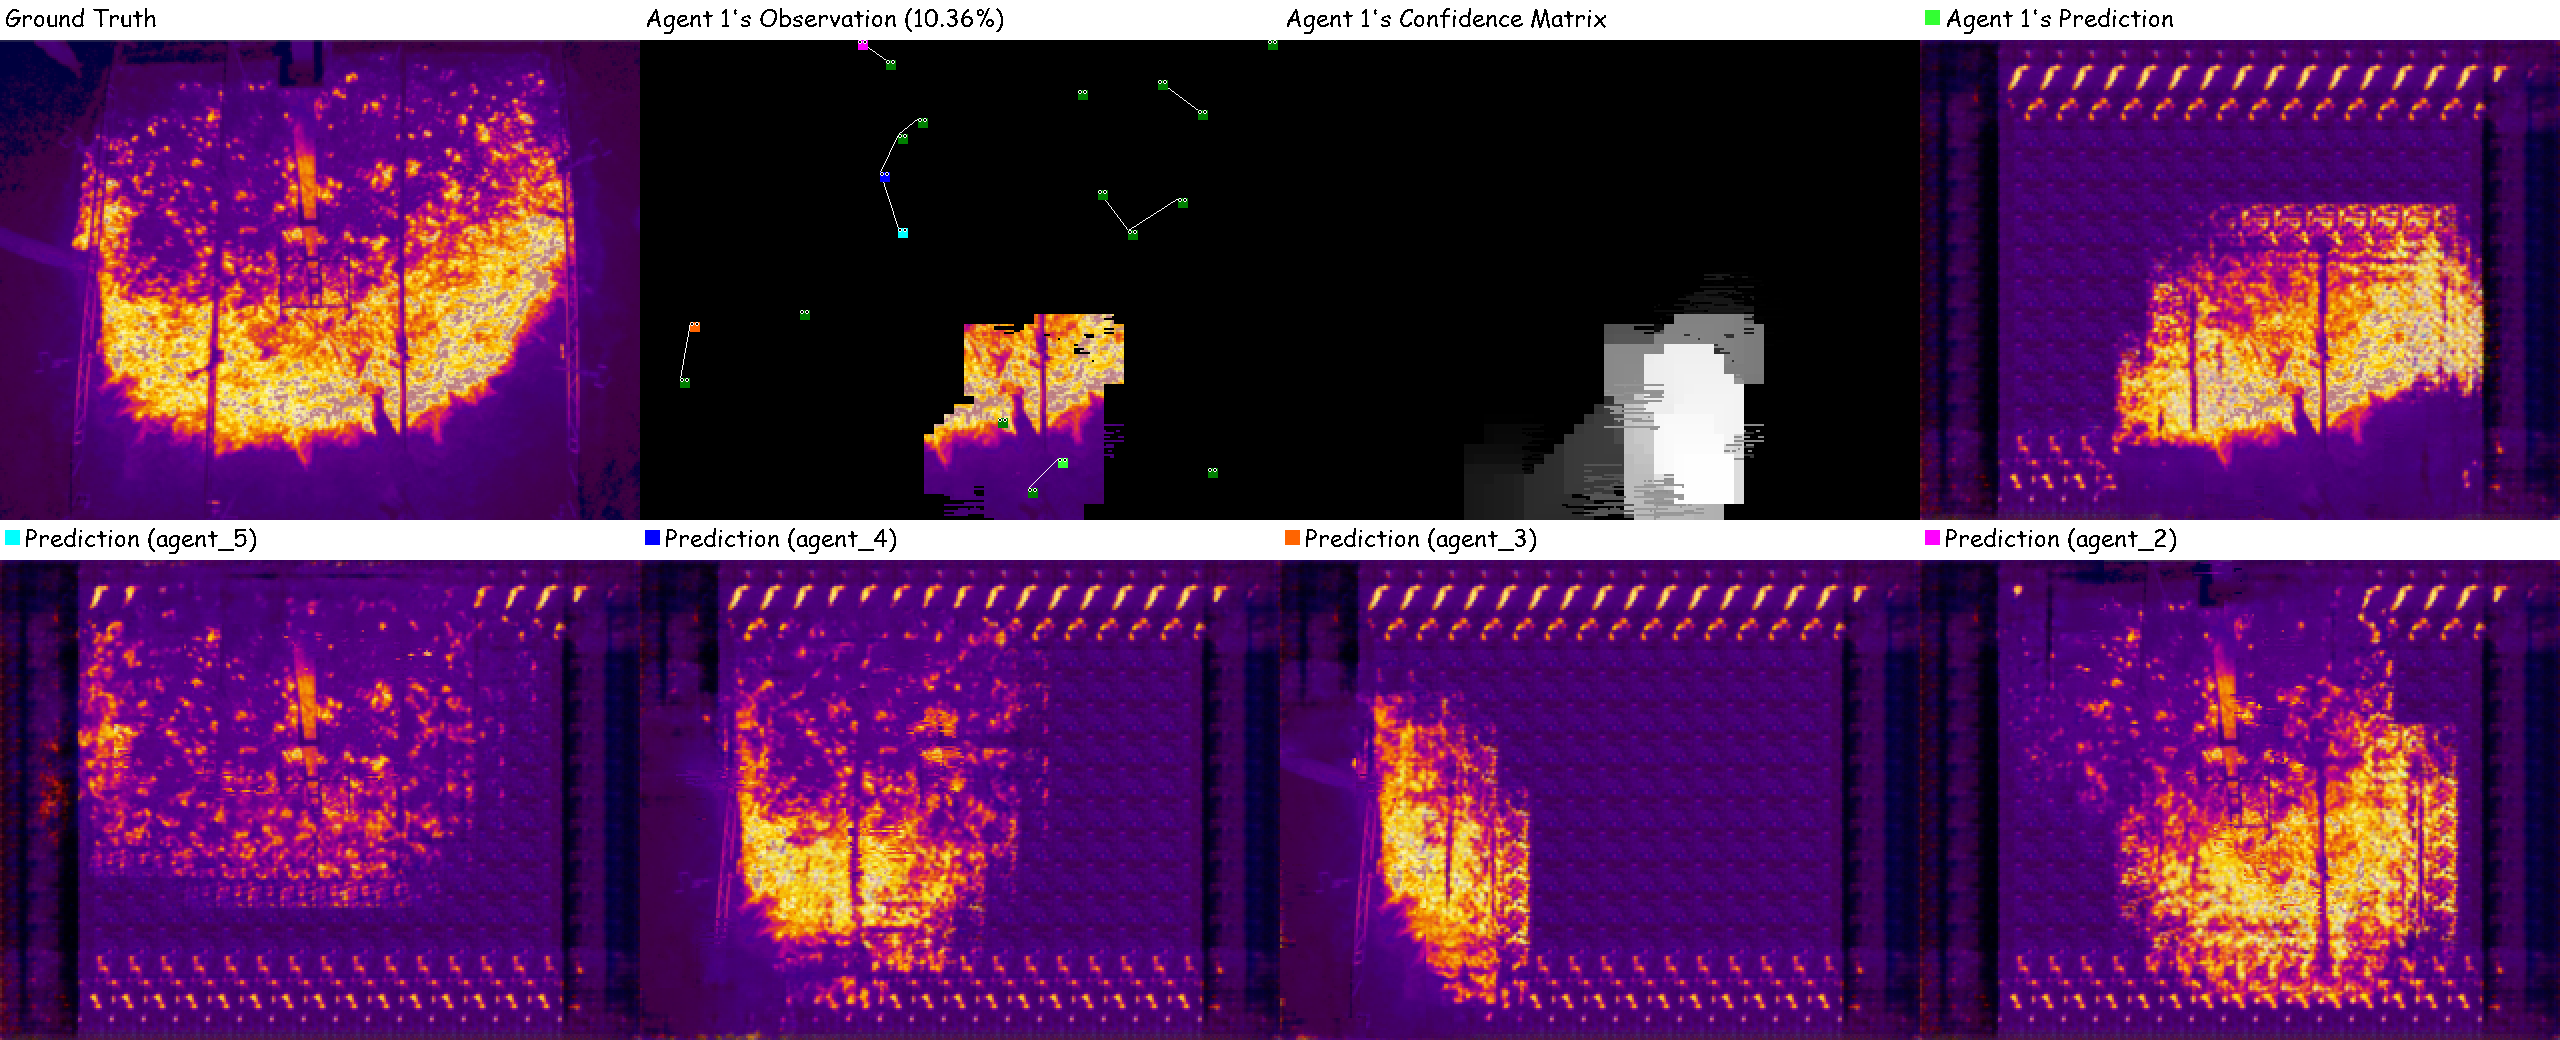 Ground Truth
Agent 1's Observation (10.36%)
Agent 1's Confidence Matrix
Agent 1's Prediction
Prediction (agent_5)
Prediction (agent_4)
Prediction (agent_3)
Prediction (agent_2)